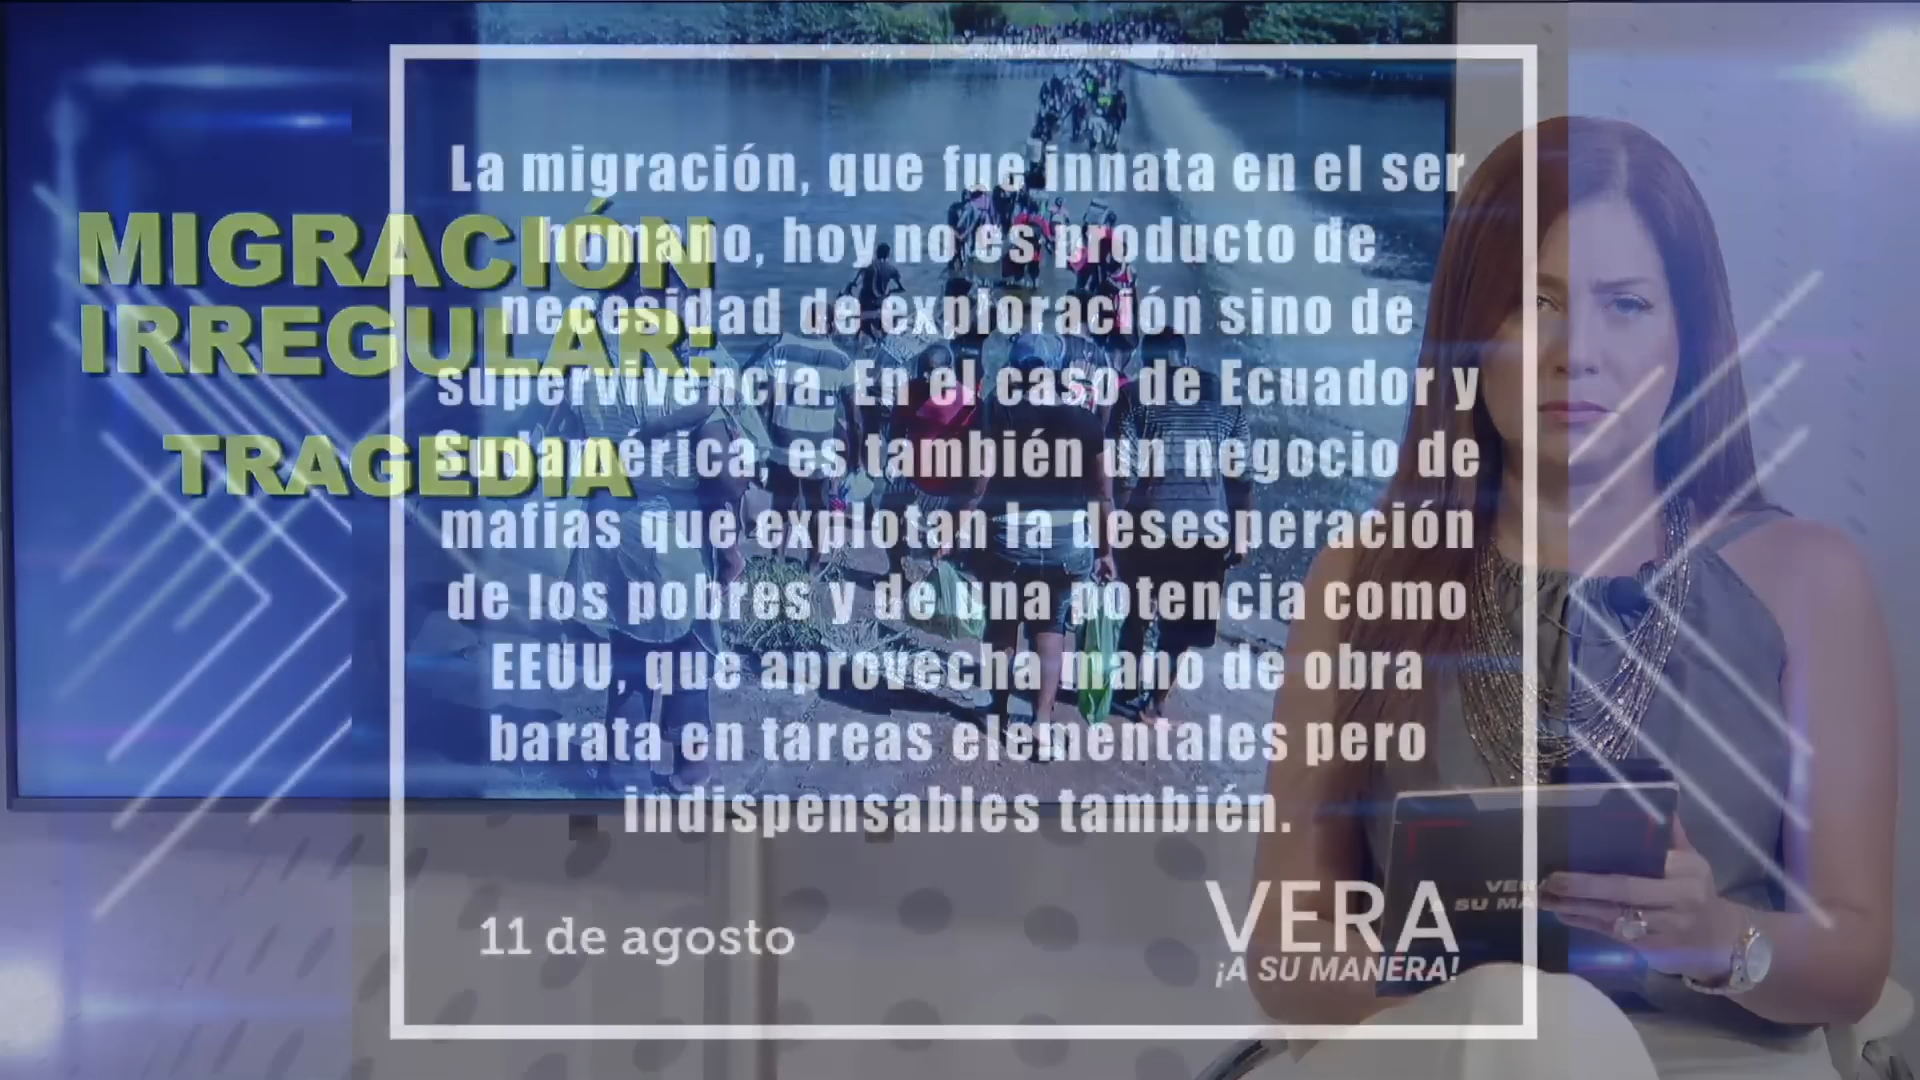 MIGRACIÓN
IRREGULAR:
TRAGEDIA
La migración, que fue innata en el ser
humano, hoy no es producto de
necesidad de exploración sino de
supervivencia. En el caso de Ecuador y
Sudamérica, es también un negocio de
mafias que explotan la desesperación
de los pobres y de una potencia como
EEUU, que aprovecha mano de obra
barata en tareas elementales pero
indispensables también.
11 de agosto
VERA
¡A SU MANERA!
VERA
A SU MA